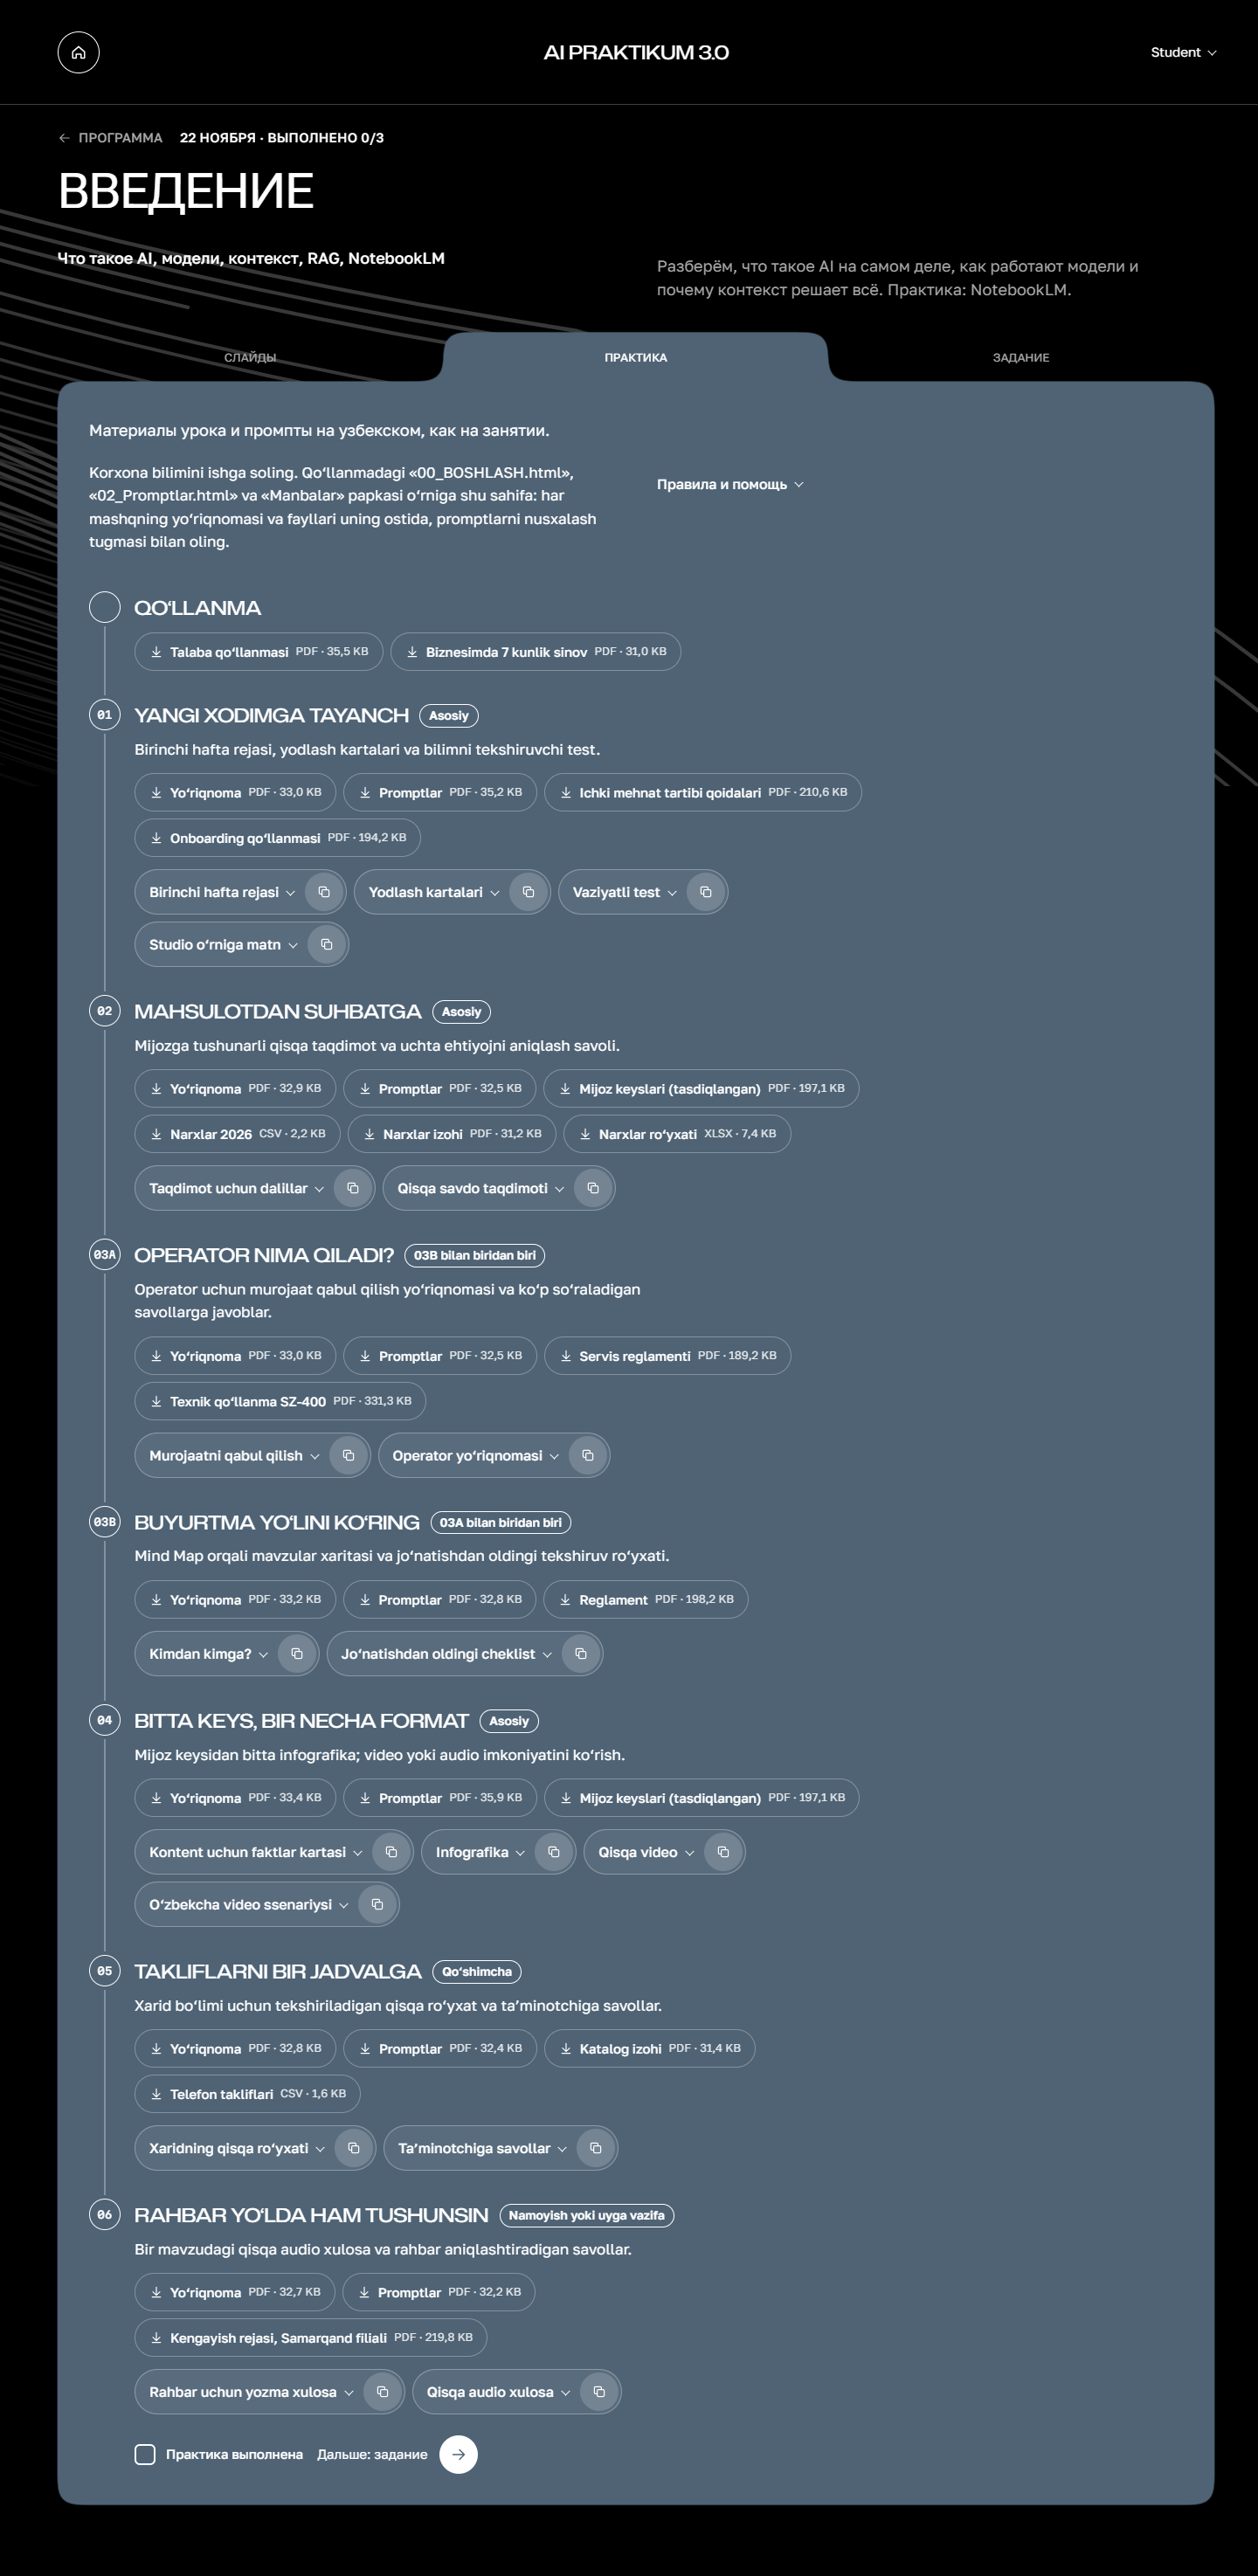 AI PRAKTIKUM 3.0
Student
ПРОГРАММА
22 НОЯБРЯ · ВЫПОЛНЕНО 0/3
ВВЕДЕНИЕ
Что такое AI, модели, контекст, RAG, NotebookLM
Разберём, что такое AI на самом деле, как работают модели и
почему контекст решает всё. Практика: NotebookLM.
СЛАЙДЫ
ПРАКТИКА
ЗАДАНИЕ
Материалы урока и промпты на узбекском, как на занятии.
Korxona bilimini ishga soling. Qo‘llanmadagi «00_BOSHLASH.html»,
«02_Promptlar.html» va «Manbalar» papkasi o‘rniga shu sahifa: har
mashqning yo‘riqnomasi va fayllari uning ostida, promptlarni nusxalash
tugmasi bilan oling.
Правила и помощь
QO‘LLANMA
Talaba qo‘llanmasi PDF · 35,5 KB
Biznesimda 7 kunlik sinov PDF · 31,0 KB
01
YANGI XODIMGA TAYANCH
Asosiy
Birinchi hafta rejasi, yodlash kartalari va bilimni tekshiruvchi test.
Yo‘riqnoma PDF · 33,0 KB
Promptlar PDF · 35,2 KB
Ichki mehnat tartibi qoidalari PDF · 210,6 KB
Onboarding qo‘llanmasi PDF · 194,2 KB
Birinchi hafta rejasi
Yodlash kartalari
Vaziyatli test
Studio o‘rniga matn
02
MAHSULOTDAN SUHBATGA
Asosiy
Mijozga tushunarli qisqa taqdimot va uchta ehtiyojni aniqlash savoli.
Yo‘riqnoma PDF · 32,9 KB
Promptlar PDF · 32,5 KB
Mijoz keyslari (tasdiqlangan) PDF · 197,1 KB
Narxlar 2026 CSV · 2,2 KB
Narxlar izohi PDF · 31,2 KB
Narxlar ro‘yxati XLSX · 7,4 KB
Taqdimot uchun dalillar
Qisqa savdo taqdimoti
03A
OPERATOR NIMA QILADI?
03B bilan biridan biri
Operator uchun murojaat qabul qilish yo‘riqnomasi va ko‘p so‘raladigan
savollarga javoblar.
Yo‘riqnoma PDF · 33,0 KB
Promptlar PDF · 32,5 KB
Servis reglamenti PDF · 189,2 KB
Texnik qo‘llanma SZ-400 PDF · 331,3 KB
Murojaatni qabul qilish
Operator yo‘riqnomasi
03B
BUYURTMA YO‘LINI KO‘RING
03A bilan biridan biri
Mind Map orqali mavzular xaritasi va jo‘natishdan oldingi tekshiruv ro‘yxati.
Yo‘riqnoma PDF · 33,2 KB
Promptlar PDF · 32,8 KB
Reglament PDF · 198,2 KB
Kimdan kimga?
Jo‘natishdan oldingi cheklist
04
BITTA KEYS, BIR NECHA FORMAT
Asosiy
Mijoz keysidan bitta infografika; video yoki audio imkoniyatini ko‘rish.
Yo‘riqnoma PDF · 33,4 KB
Promptlar PDF · 35,9 KB
Mijoz keyslari (tasdiqlangan) PDF · 197,1 KB
Kontent uchun faktlar kartasi
Infografika
Qisqa video
O‘zbekcha video ssenariysi
05
TAKLIFLARNI BIR JADVALGA
Qo‘shimcha
Xarid bo‘limi uchun tekshiriladigan qisqa ro‘yxat va ta’minotchiga savollar.
Yo‘riqnoma PDF · 32,8 KB
Promptlar PDF · 32,4 KB
Katalog izohi PDF · 31,4 KB
Telefon takliflari CSV · 1,6 KB
Xaridning qisqa ro‘yxati
Ta’minotchiga savollar
06
RAHBAR YO‘LDA HAM TUSHUNSIN
Namoyish yoki uyga vazifa
Bir mavzudagi qisqa audio xulosa va rahbar aniqlashtiradigan savollar.
Yo‘riqnoma PDF · 32,7 KB
Promptlar PDF · 32,2 KB
Kengayish rejasi, Samarqand filiali PDF · 219,8 KB
Rahbar uchun yozma xulosa
Qisqa audio xulosa
Практика выполнена
Дальше: задание